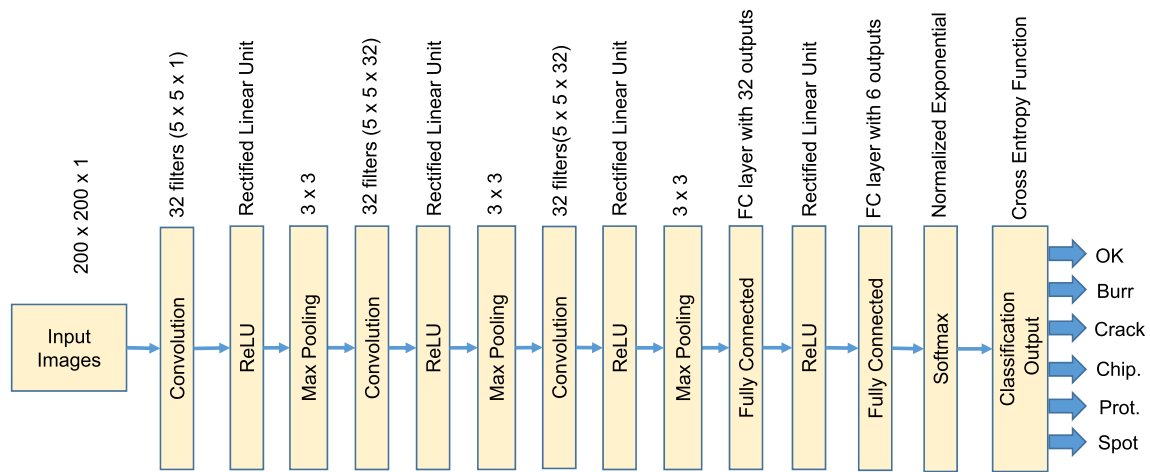 200 x 200 x 1
Input
Images
32 filters (5 x 5 x 1)
Convolution
Rectified Linear Unit
ReLU
3 x 3
Max Pooling
32 filters (5 x 5 x 32)
Convolution
Rectified Linear Unit
ReLU
3 x 3
Max Pooling
32 filters(5 x 5 x 32)
Convolution
Rectified Linear Unit
ReLU
3 x 3
Max Pooling
FC layer with 32 outputs
Fully Connected
Rectified Linear Unit
ReLU
FC layer with 6 outputs
Fully Connected
Normalized Exponential
Softmax
Cross Entropy Function
Classification
Output
OK
Burr
Crack
Chip.
Prot.
Spot